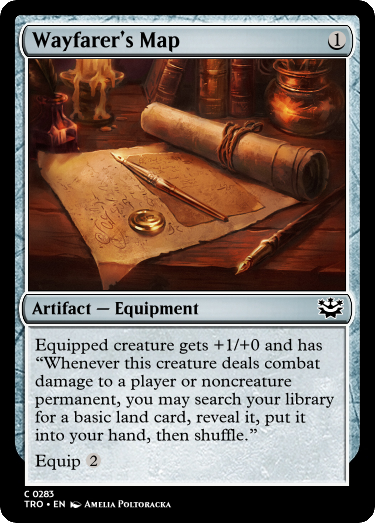 Wayfarer's Map 1
Artifact — Equipment
Equipped creature gets +1/+0 and has
“Whenever this creature deals combat
damage to a player or noncreature
permanent, you may search your library
for a basic land card, reveal it, put it
into your hand, then shuffle.”
Equip 2
C 0283
TRO • EN Amelia Poltoracka